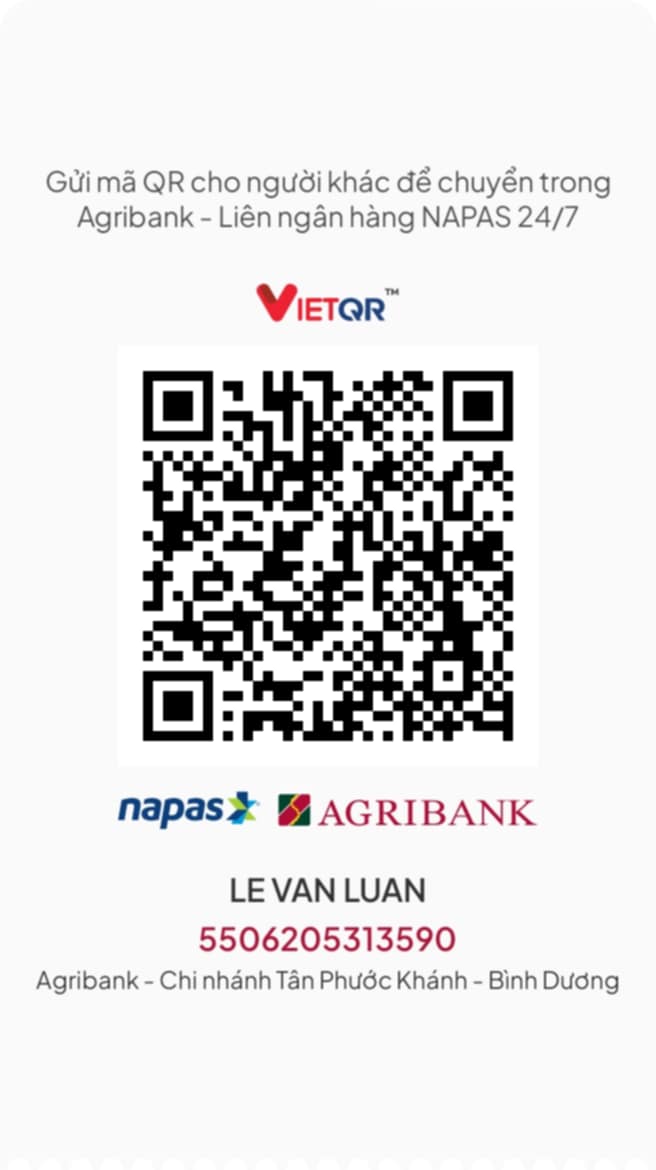 Gửi mã QR cho người khác để chuyển trong
Agribank - Liên ngân hàng NAPAS 24/7
VIETQR™
napas AGRIBANK
LE VAN LUAN
5506205313590
Agribank - Chi nhánh Tân Phước Khánh - Bình Dương